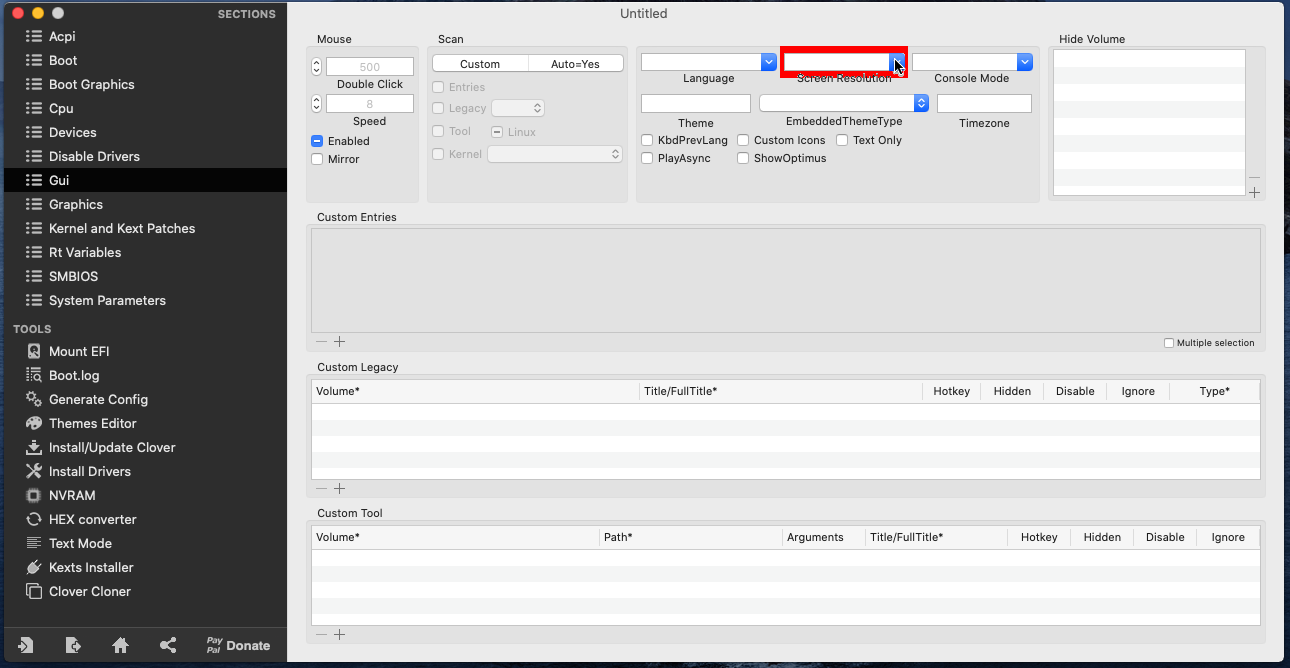 SECTIONS
Acpi
Boot
Boot Graphics
Cpu
Devices
Disable Drivers
Gui
Graphics
Kernel and Kext Patches
Rt Variables
SMBIOS
System Parameters
TOOLS
Mount EFI
Boot.log
Generate Config
Themes Editor
Install/Update Clover
Install Drivers
NVRAM
HEX converter
Text Mode
Kexts Installer
Clover Cloner
Pay
Pal
Donate
Untitled
Mouse
500
Double Click
8
Speed
Enabled
Mirror
Scan
Custom Auto=Yes
Entries
Legacy
Tool Linux
Kernel
Language Screen Resolution Console Mode
Theme EmbeddedThemeType Timezone
KbdPrevLang Custom Icons Text Only
PlayAsync ShowOptimus
Hide Volume
Custom Entries
Multiple selection
Custom Legacy
Volume* Title/FullTitle* Hotkey Hidden Disable Ignore Type*
Custom Tool
Volume* Path* Arguments Title/FullTitle* Hotkey Hidden Disable Ignore